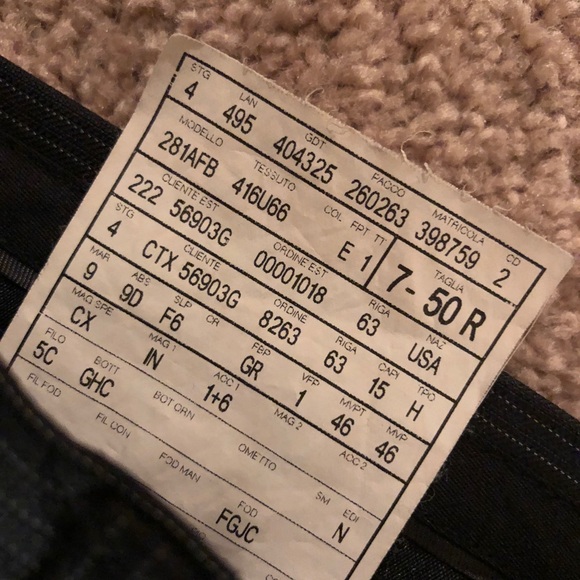 STG LAN GDT PACCO MATRICOLA CD
4 495 404325 260263 398759 2
MODELLO TESSUTO COL FPT TT TAGLIA
281AFB 416U66 E 1 7- 50 R
CLIENTE EST ORDINE EST RIGA NAZ
222 56903G 00001018 63 USA
STG CLIENTE ORDINE RIGA CAPI TIPO
4 CTX 56903G 8263 63 15 H
MAR ABS SLP CR FBP VFP MVPT MVP
9 9D F6 GR 1 46 46
MAG SPE MAG 1 ACC 1 MAG 2 ACC 2
CX IN 1+6
FILO BOTT BOT ORN OMETTO SM EDI
5C GHC N
FIL FOD FIL CON FOD MAN FOD
FGJC